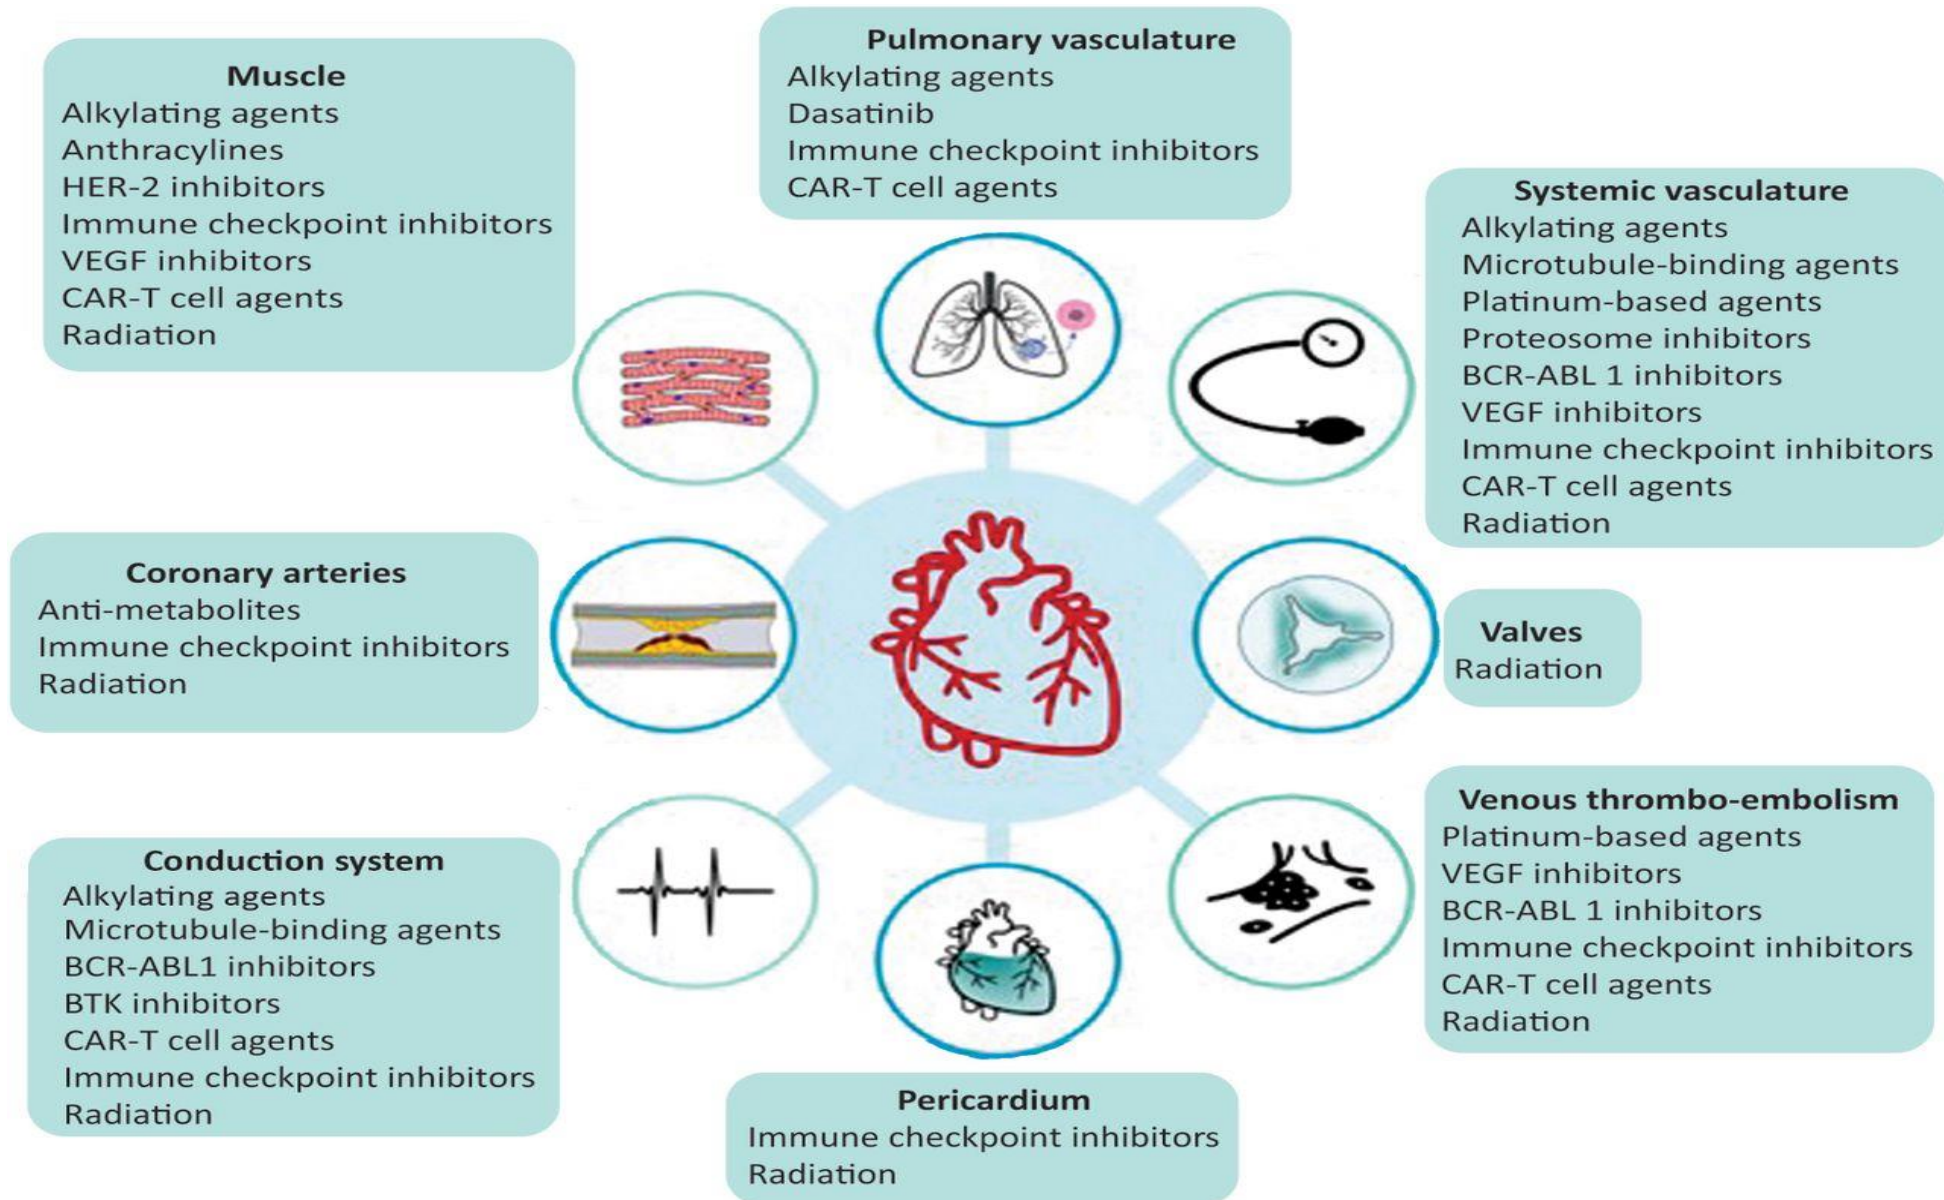 Muscle
Alkylating agents
Anthracylines
HER-2 inhibitors
Immune checkpoint inhibitors
VEGF inhibitors
CAR-T cell agents
Radiation
Pulmonary vasculature
Alkylating agents
Dasatinib
Immune checkpoint inhibitors
CAR-T cell agents
Systemic vasculature
Alkylating agents
Microtubule-binding agents
Platinum-based agents
Proteosome inhibitors
BCR-ABL 1 inhibitors
VEGF inhibitors
Immune checkpoint inhibitors
CAR-T cell agents
Radiation
Coronary arteries
Anti-metabolites
Immune checkpoint inhibitors
Radiation
Valves
Radiation
Conduction system
Alkylating agents
Microtubule-binding agents
BCR-ABL1 inhibitors
BTK inhibitors
CAR-T cell agents
Immune checkpoint inhibitors
Radiation
Pericardium
Immune checkpoint inhibitors
Radiation
Venous thrombo-embolism
Platinum-based agents
VEGF inhibitors
BCR-ABL 1 inhibitors
Immune checkpoint inhibitors
CAR-T cell agents
Radiation